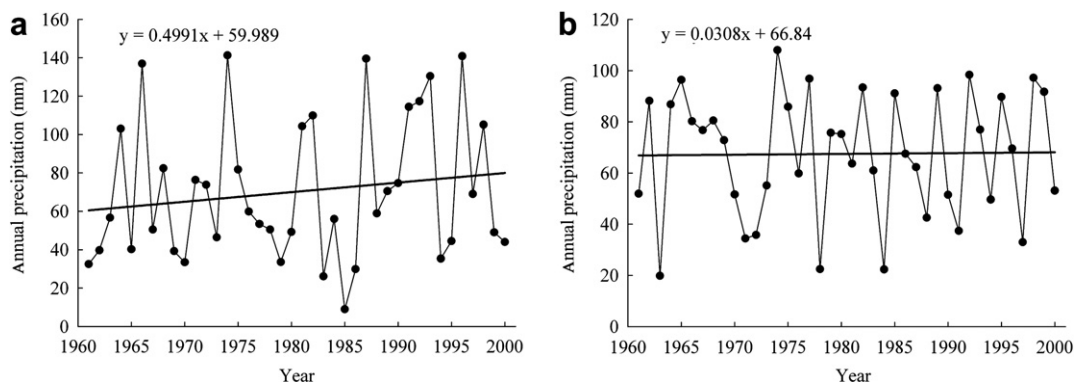 a
y = 0.4991x + 59.989
Annual precipitation (mm)
160
140
120
100
80
60
40
20
0
1960 1965 1970 1975 1980 1985 1990 1995 2000
Year
b
y = 0.0308x + 66.84
Annual precipitation (mm)
120
100
80
60
40
20
0
1960 1965 1970 1975 1980 1985 1990 1995 2000
Year